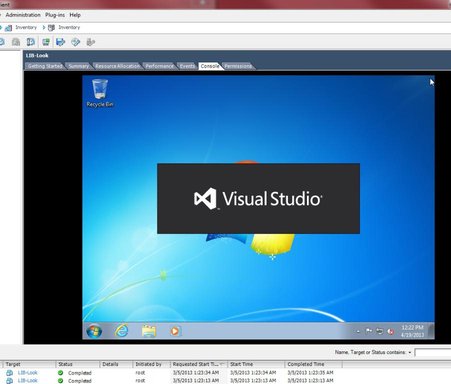 lient
Administration Plug-ins Help
Inventory Inventory
LIB-Look
Getting Started Summary Resource Allocation Performance Events Console Permissions
Recycle Bin
Visual Studio
12:22 PM
6/19/2013
Name, Target or Status contains:
Target Status Details Initiated by Requested Start Ti... Start Time Completed Time
LIB-Look Completed root 3/5/2013 1:23:34 AM 3/5/2013 1:23:34 AM 3/5/2013 1:23:35 AM
LIB-Look Completed root 3/5/2013 1:23:13 AM 3/5/2013 1:23:13 AM 3/5/2013 1:23:15 AM